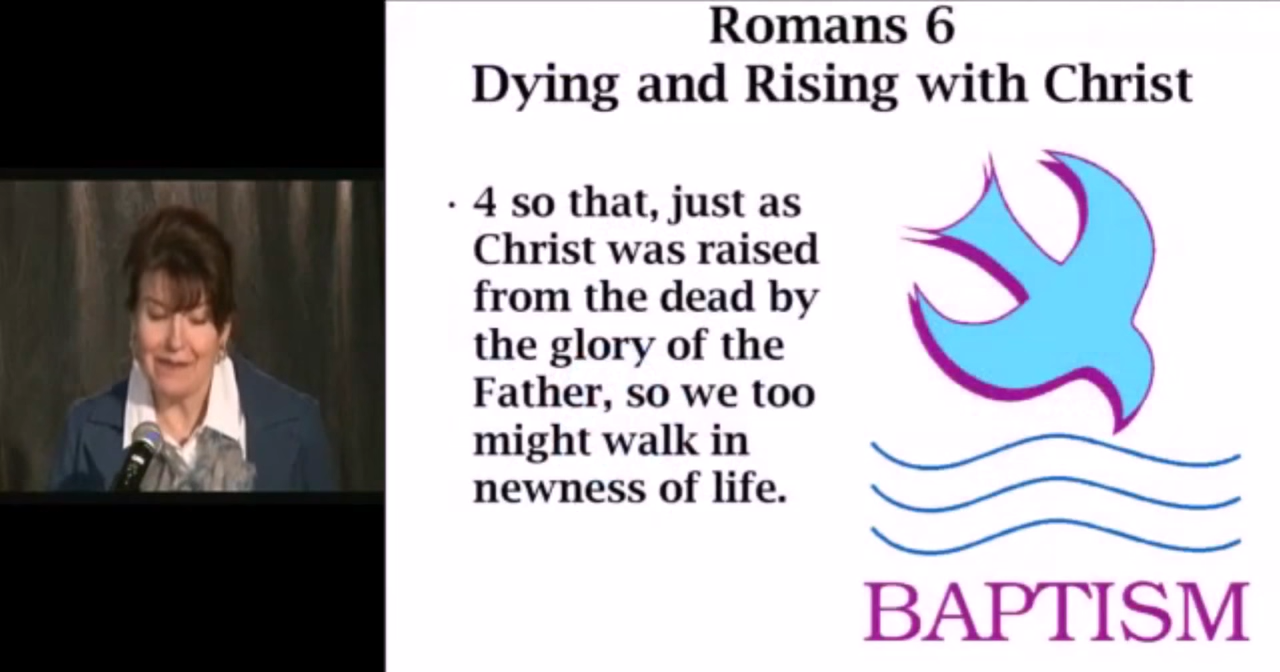 Romans 6
Dying and Rising with Christ
· 4 so that, just as
Christ was raised
from the dead by
the glory of the
Father, so we too
might walk in
newness of life.
BAPTISM